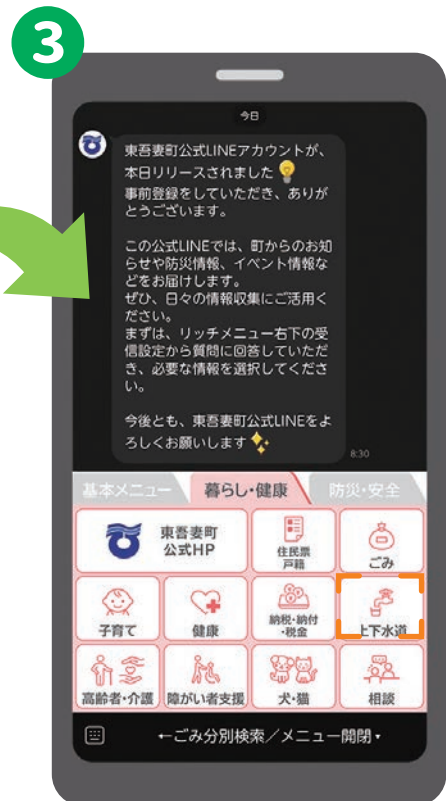 3
今日
東吾妻町公式LINEアカウントが、
本日リリースされました💡
事前登録をしていただき、ありが
とうございます。
この公式LINEでは、町からのお知
らせや防災情報、イベント情報な
どをお届けします。
ぜひ、日々の情報収集にご活用く
ださい。
まずは、リッチメニュー右下の受
信設定から質問に回答していただ
き、必要な情報を選択してくださ
い。
今後とも、東吾妻町公式LINEをよ
ろしくお願いします✨
8:30
基本メニュー 暮らし・健康 防災・安全
東吾妻町
公式HP
住民票
戸籍
ごみ
子育て
健康
納税・納付
・税金
上下水道
高齢者・介護
障がい者支援
犬・猫
相談
←ごみ分別検索/メニュー開閉▾